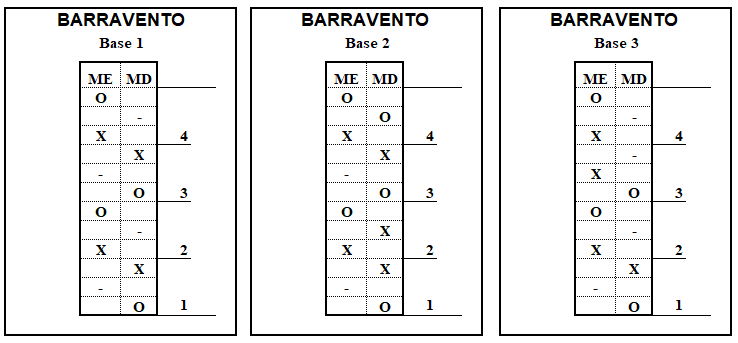 BARRAVENTO
Base 1
ME MD
O
-
X 4
X
-
O 3
O
-
X 2
X
-
O 1
BARRAVENTO
Base 2
ME MD
O
O
X 4
X
-
O 3
O
X
X 2
X
-
O 1
BARRAVENTO
Base 3
ME MD
O
-
X 4
-
X
O 3
O
-
X 2
X
-
O 1